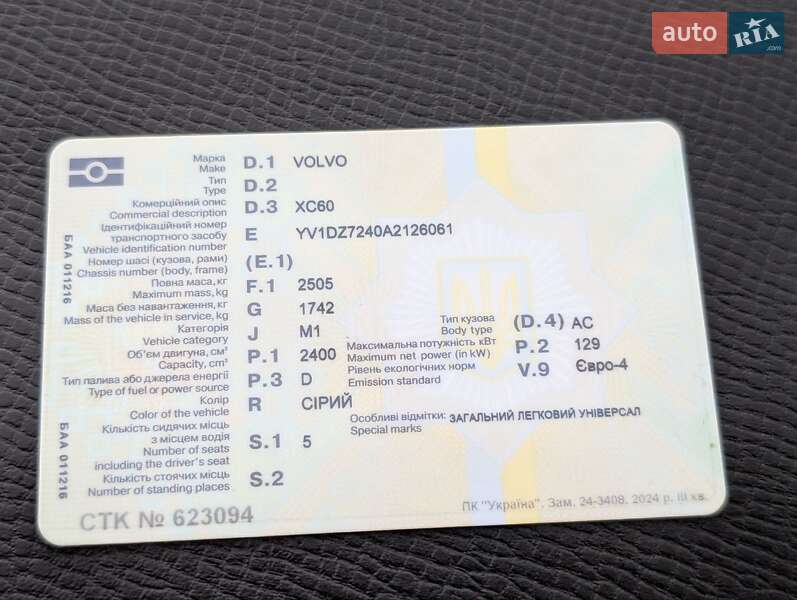 auto RIA .com
Марка D.1 VOLVO
Make
Тип D.2
Type
Комерційний опис D.3 XC60
Commercial description
Ідентифікаційний номер
транспортного засобу E YV1DZ7240A2126061
Vehicle identification number
Номер шасі (кузова, рами) (E.1)
Chassis number (body, frame)
Повна маса, кг F.1 2505
Maximum mass, kg
Маса без навантаження, кг G 1742
Mass of the vehicle in service, kg
Категорія J M1
Vehicle category
Об'єм двигуна, см³ P.1 2400
Capacity, cm³
Тип палива або джерела енергії P.3 D
Type of fuel or power source
Колір R СІРИЙ
Color of the vehicle
Кількість сидячих місць
з місцем водія S.1 5
Number of seats
including the driver's seat
Кількість стоячих місць S.2
Number of standing places
Тип кузова (D.4) AC
Body type
Максимальна потужність кВт P.2 129
Maximum net power (in kW)
Рівень екологічних норм V.9 Євро-4
Emission standard
Особливі відмітки: ЗАГАЛЬНИЙ ЛЕГКОВИЙ УНІВЕРСАЛ
Special marks
БАА 011216
БАА 011216
СТК № 623094
ПК "Україна". Зам. 24-3408. 2024 р. III кв.